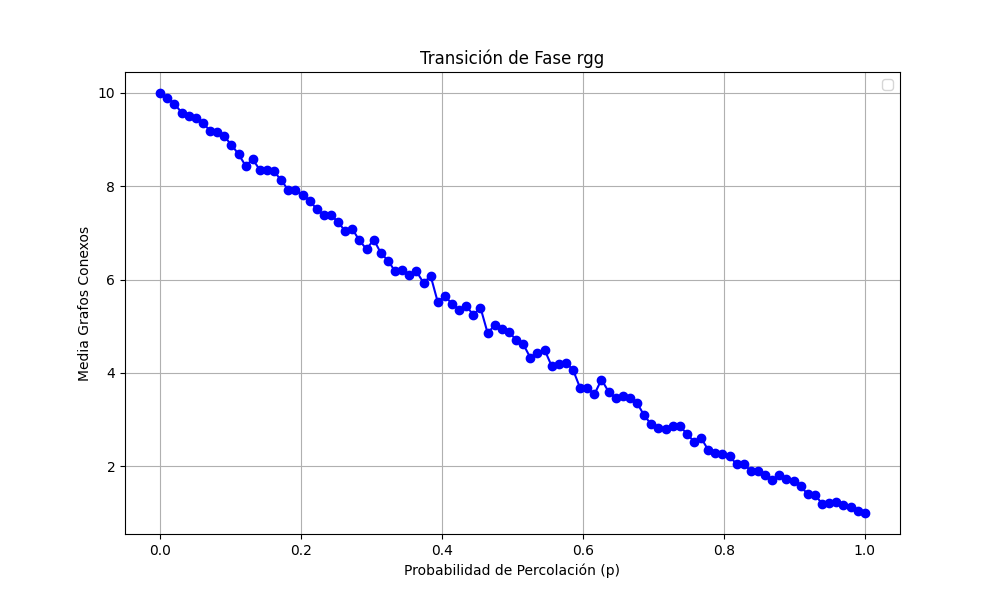 Transición de Fase rgg
Media Grafos Conexos
10
8
6
4
2
0.0 0.2 0.4 0.6 0.8 1.0
Probabilidad de Percolación (p)